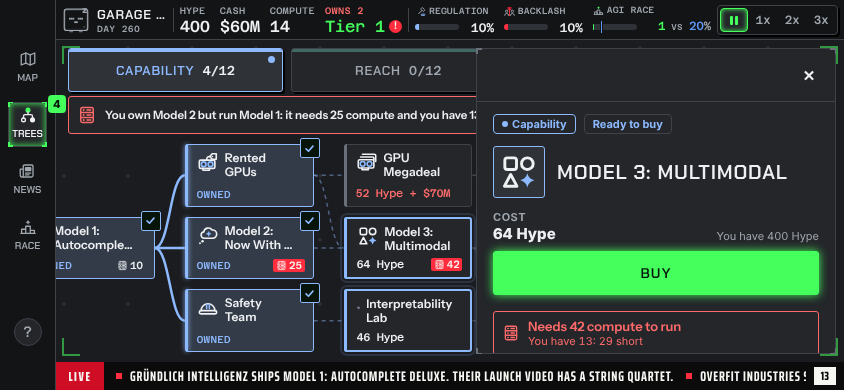 GARAGE ...
DAY 260
HYPE
400
CASH
$60M
COMPUTE
14
OWNS 2
Tier 1
REGULATION
10%
BACKLASH
10%
AGI RACE
1 vs 20%
1x
2x
3x
MAP
4
TREES
NEWS
RACE
?
CAPABILITY 4/12
REACH 0/12
You own Model 2 but run Model 1: it needs 25 compute and you have 13
Model 1:
Autocomple...
NED
10
Rented
GPUs
OWNED
Model 2:
Now With ...
OWNED
25
Safety
Team
OWNED
GPU
Megadeal
52 Hype + $70M
Model 3:
Multimodal
64 Hype
42
Interpretability
Lab
46 Hype
×
Capability
Ready to buy
MODEL 3: MULTIMODAL
COST
64 Hype
You have 400 Hype
BUY
Needs 42 compute to run
You have 13: 29 short
LIVE
GRÜNDLICH INTELLIGENZ SHIPS MODEL 1: AUTOCOMPLETE DELUXE. THEIR LAUNCH VIDEO HAS A STRING QUARTET.
OVERFIT INDUSTRIES
13